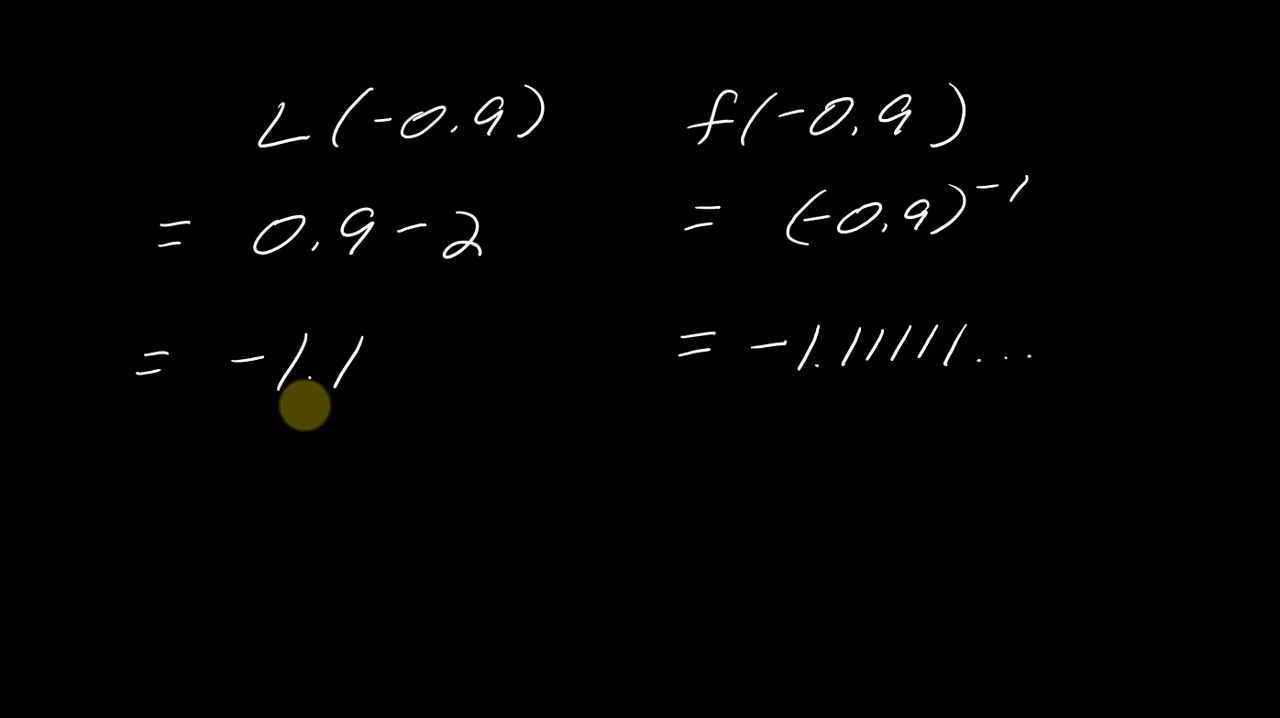 L(-0.9) f(-0.9)
= 0.9-2 = (-0.9)⁻¹
= -1.1 = -1.11111...